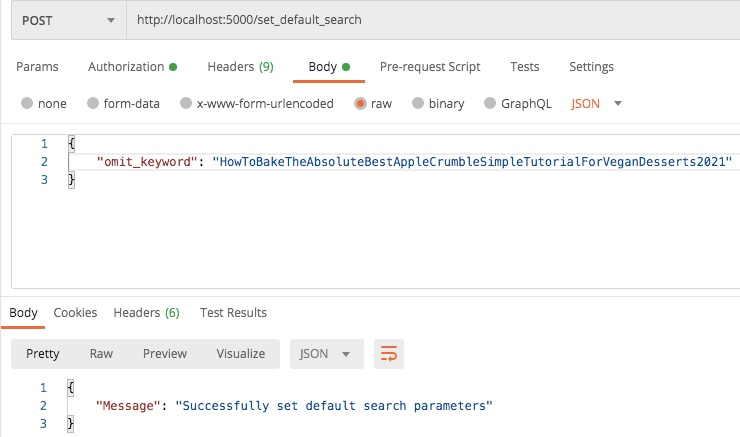 POST http://localhost:5000/set_default_search
Params Authorization Headers (9) Body Pre-request Script Tests Settings
none form-data x-www-form-urlencoded raw binary GraphQL JSON
1 {
2 "omit_keyword": "HowToBakeTheAbsoluteBestAppleCrumbleSimpleTutorialForVeganDesserts2021"
3 }
Body Cookies Headers (6) Test Results
Pretty Raw Preview Visualize JSON
1 {
2 "Message": "Successfully set default search parameters"
3 }